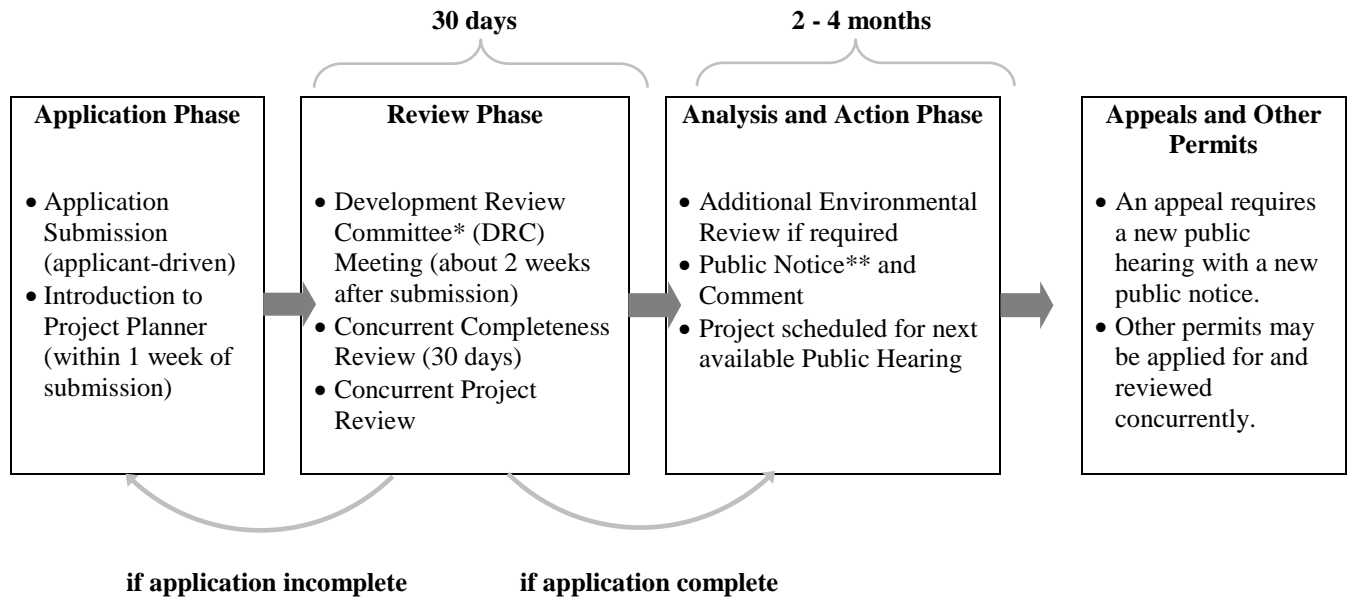 30 days
2 - 4 months
Application Phase
• Application
Submission
(applicant-driven)
• Introduction to
Project Planner
(within 1 week of
submission)
Review Phase
• Development Review
Committee* (DRC)
Meeting (about 2 weeks
after submission)
• Concurrent Completeness
Review (30 days)
• Concurrent Project
Review
Analysis and Action Phase
• Additional Environmental
Review if required
• Public Notice** and
Comment
• Project scheduled for next
available Public Hearing
Appeals and Other
Permits
• An appeal requires
a new public
hearing with a new
public notice.
• Other permits may
be applied for and
reviewed
concurrently.
if application incomplete
if application complete